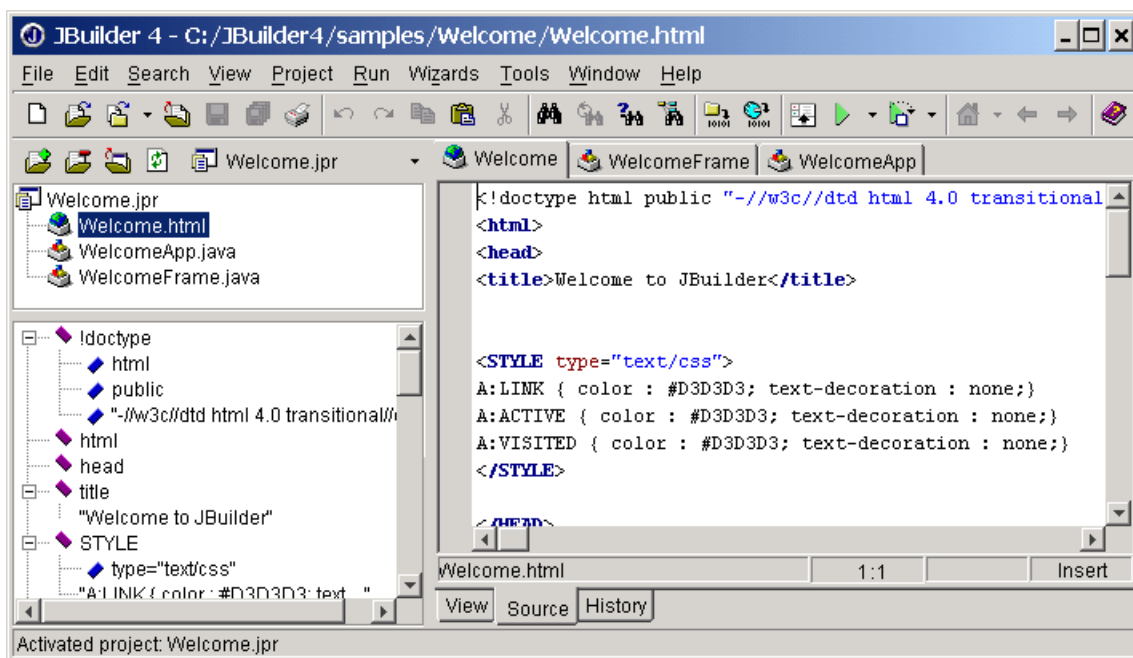 JBuilder 4 - C:/JBuilder4/samples/Welcome/Welcome.html
File Edit Search View Project Run Wizards Tools Window Help
Welcome.jpr
Welcome WelcomeFrame WelcomeApp
Welcome.jpr
Welcome.html
WelcomeApp.java
WelcomeFrame.java
!doctype
html
public
"-//w3c//dtd html 4.0 transitional//
html
head
title
"Welcome to JBuilder"
STYLE
type="text/css"
"A:LINK { color : #D3D3D3; text..."
<!doctype html public "-//w3c//dtd html 4.0 transitional
<html>
<head>
<title>Welcome to JBuilder</title>
<STYLE type="text/css">
A:LINK { color : #D3D3D3; text-decoration : none;}
A:ACTIVE { color : #D3D3D3; text-decoration : none;}
A:VISITED { color : #D3D3D3; text-decoration : none;}
</STYLE>
</HEAD>
Welcome.html 1:1 Insert
View Source History
Activated project: Welcome.jpr